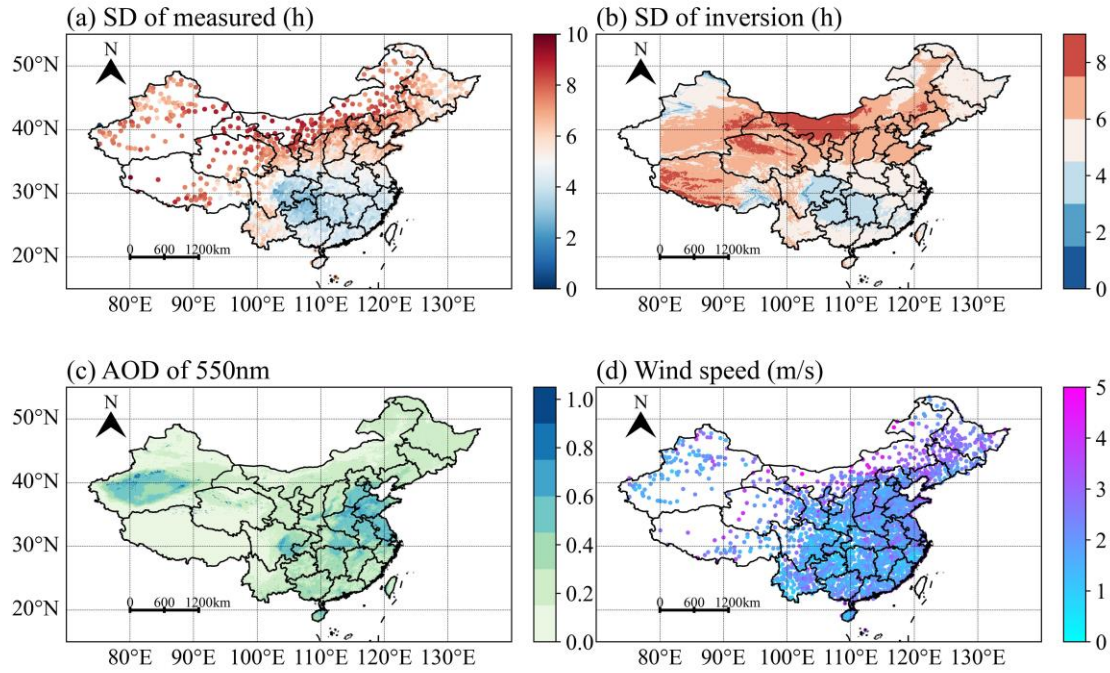 (a) SD of measured (h)
N
50°N
40°N
30°N
20°N
0 600 1200km
80°E 90°E 100°E 110°E 120°E 130°E
10
8
6
4
2
0
(b) SD of inversion (h)
N
0 600 1200km
80°E 90°E 100°E 110°E 120°E 130°E
8
6
4
2
0
(c) AOD of 550nm
N
50°N
40°N
30°N
20°N
0 600 1200km
80°E 90°E 100°E 110°E 120°E 130°E
1.0
0.8
0.6
0.4
0.2
0.0
(d) Wind speed (m/s)
N
0 600 1200km
80°E 90°E 100°E 110°E 120°E 130°E
5
4
3
2
1
0